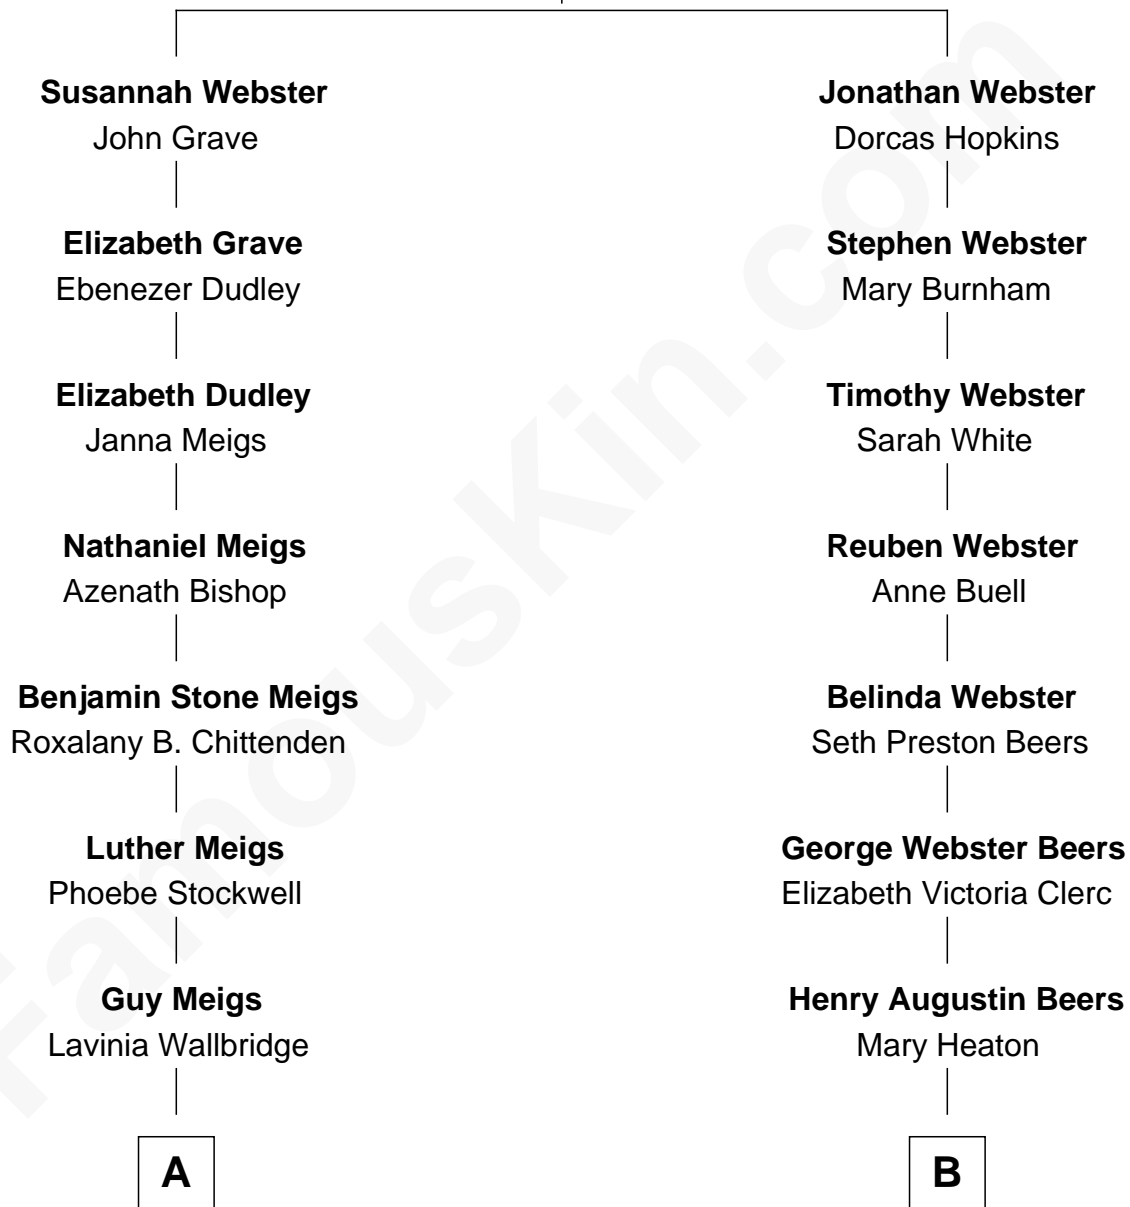 Susannah Webster
John Grave
Elizabeth Grave
Ebenezer Dudley
Elizabeth Dudley
Janna Meigs
Nathaniel Meigs
Azenath Bishop
Benjamin Stone Meigs
Roxalany B. Chittenden
Luther Meigs
Phoebe Stockwell
Guy Meigs
Lavinia Wallbridge
A
Jonathan Webster
Dorcas Hopkins
Stephen Webster
Mary Burnham
Timothy Webster
Sarah White
Reuben Webster
Anne Buell
Belinda Webster
Seth Preston Beers
George Webster Beers
Elizabeth Victoria Clerc
Henry Augustin Beers
Mary Heaton
B
FamousKin.com